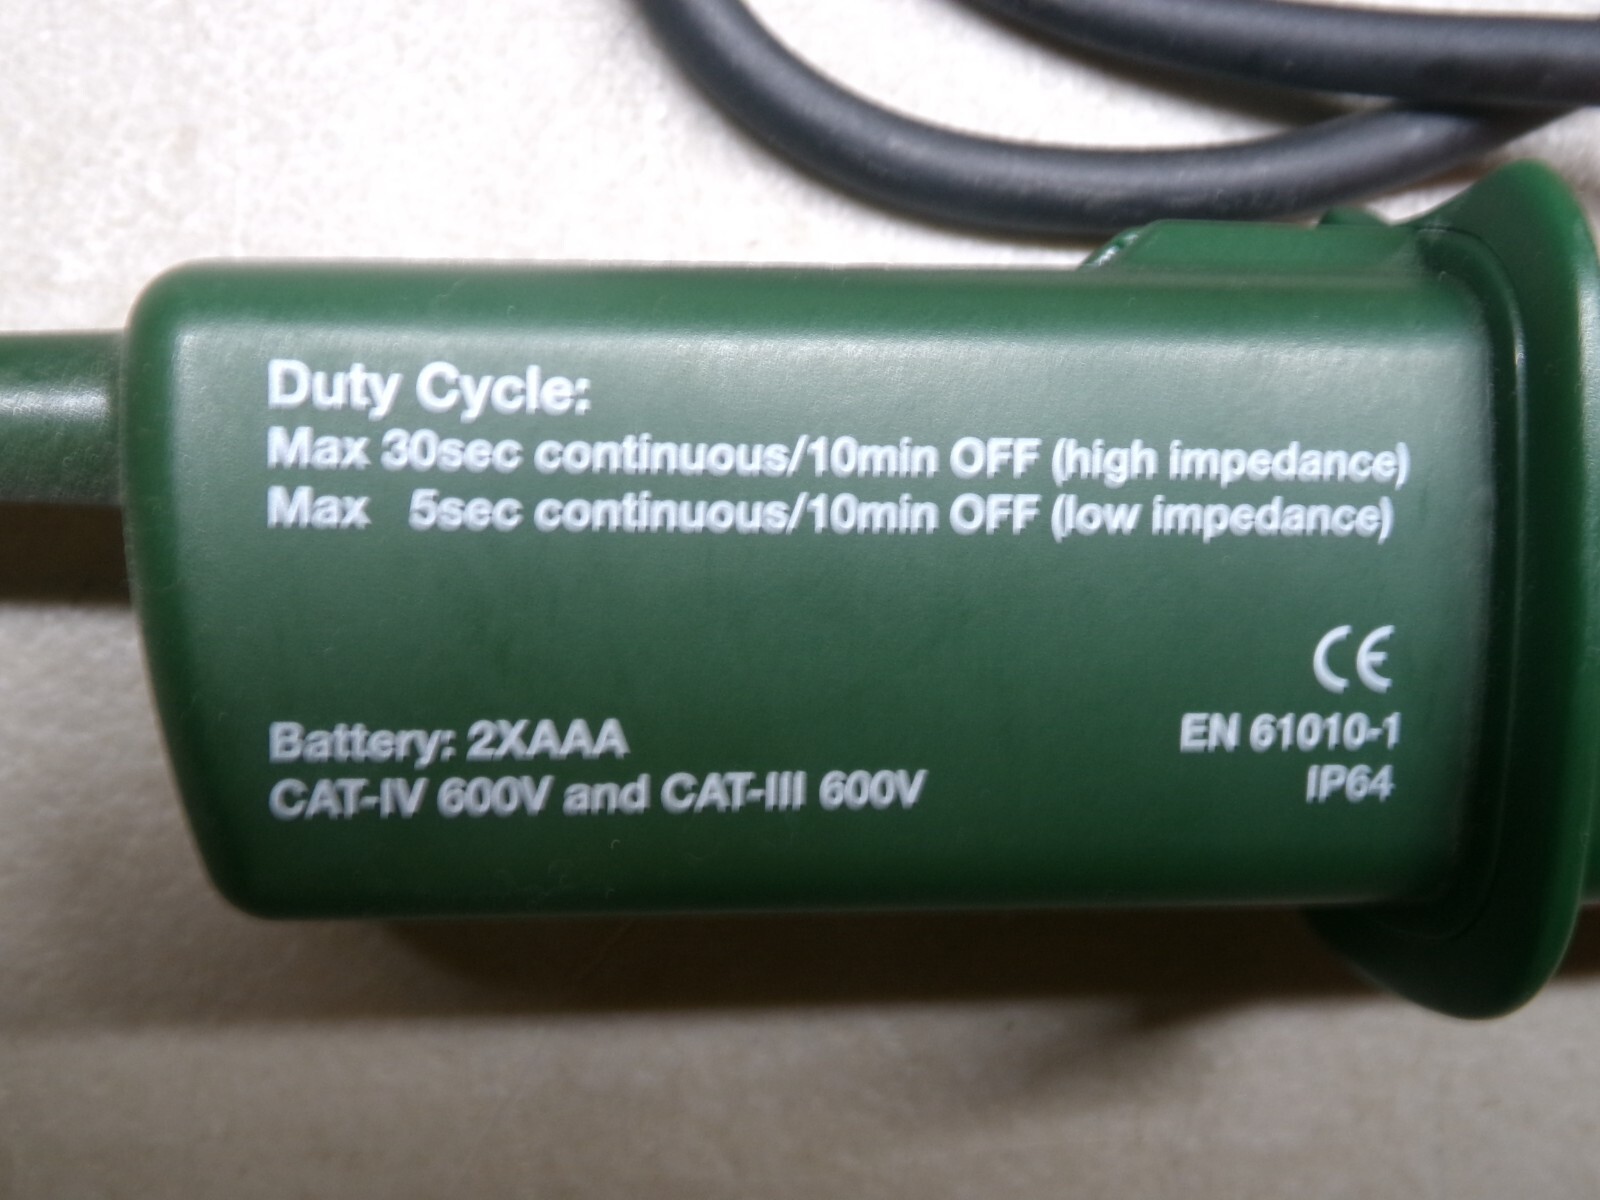 Duty Cycle:
Max 30sec continuous/10min OFF (high impedance)
Max 5sec continuous/10min OFF (low impedance)
CE
EN 61010-1
IP64
Battery: 2XAAA
CAT-IV 600V and CAT-III 600V